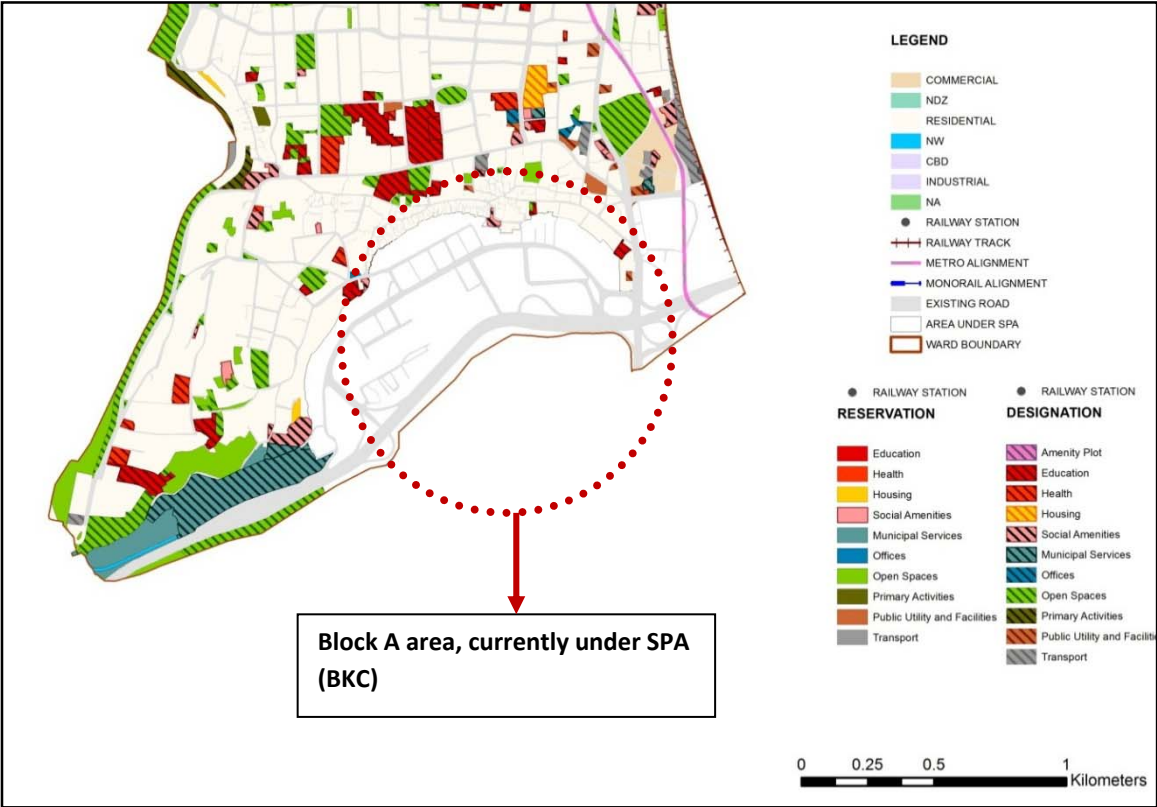 LEGEND
COMMERCIAL
NDZ
RESIDENTIAL
NW
CBD
INDUSTRIAL
NA
RAILWAY STATION
RAILWAY TRACK
METRO ALIGNMENT
MONORAIL ALIGNMENT
EXISTING ROAD
AREA UNDER SPA
WARD BOUNDARY
RAILWAY STATION
RESERVATION
Education
Health
Housing
Social Amenities
Municipal Services
Offices
Open Spaces
Primary Activities
Public Utility and Facilities
Transport
RAILWAY STATION
DESIGNATION
Amenity Plot
Education
Health
Housing
Social Amenities
Municipal Services
Offices
Open Spaces
Primary Activities
Public Utility and Faciliti
Transport
Block A area, currently under SPA
(BKC)
0 0.25 0.5 1
Kilometers